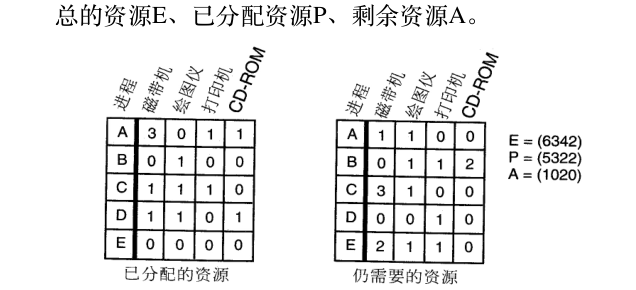 总的资源E、已分配资源P、剩余资源A。
进程 磁带机 绘图仪 打印机 CD-ROM
A 3 0 1 1
B 0 1 0 0
C 1 1 1 0
D 1 1 0 1
E 0 0 0 0
已分配的资源
进程 磁带机 绘图仪 打印机 CD-ROM
A 1 1 0 0
B 0 1 1 2
C 3 1 0 0
D 0 0 1 0
E 2 1 1 0
仍需要的资源
E = (6342)
P = (5322)
A = (1020)